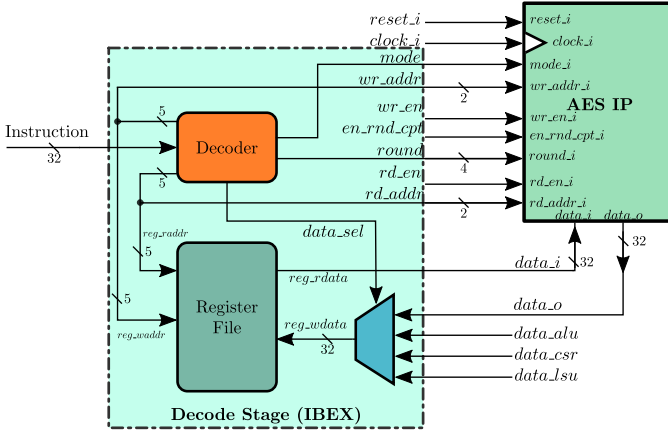 reset_i
reset_i
clock_i
clock_i
mode
mode_i
wr_addr
2
wr_addr_i
AES IP
wr_en
wr_en_i
en_rnd_cpt
en_rnd_cpt_i
round
4
round_i
rd_en
rd_en_i
rd_addr
2
rd_addr_i
data_i
data_o
Instruction
32
5
Decoder
5
data_sel
reg_raddr
5
32
32
data_i
reg_rdata
5
Register
File
reg_waddr
reg_wdata
32
data_o
data_alu
data_csr
data_lsu
Decode Stage (IBEX)